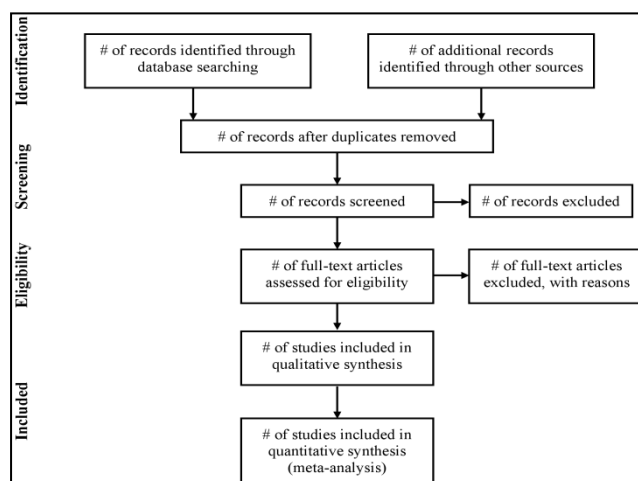 Identification
# of records identified through
database searching
# of additional records
identified through other sources
# of records after duplicates removed
Screening
# of records screened
# of records excluded
Eligibility
# of full-text articles
assessed for eligibility
# of full-text articles
excluded, with reasons
# of studies included in
qualitative synthesis
Included
# of studies included in
quantitative synthesis
(meta-analysis)